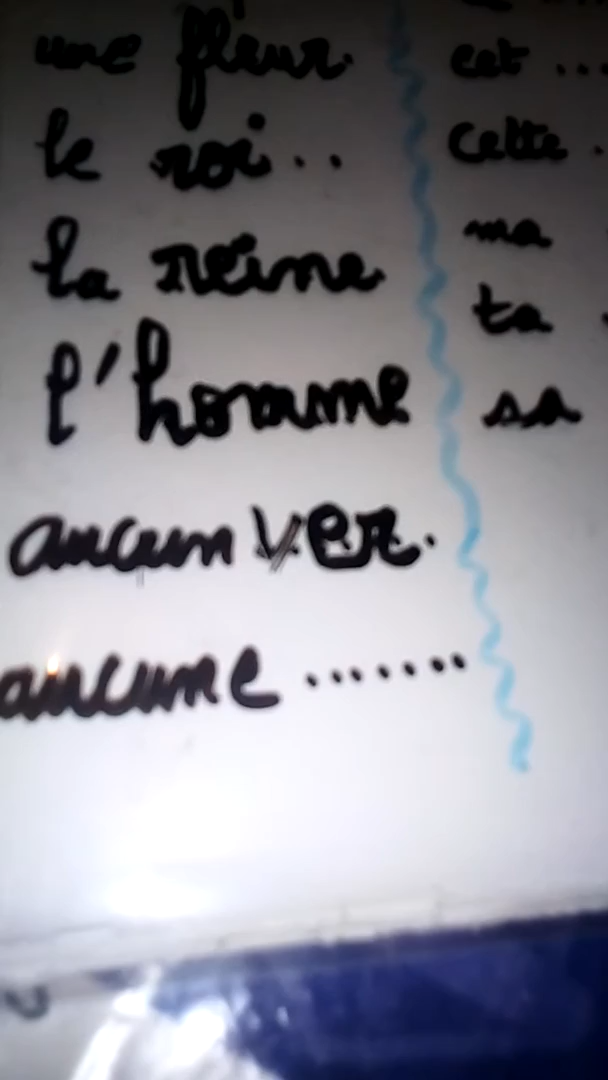 une fleur.
le roi..
la reine
l'homme
aucun ver.
aucune .......
cet ...
cette .
ma
ta .
sa